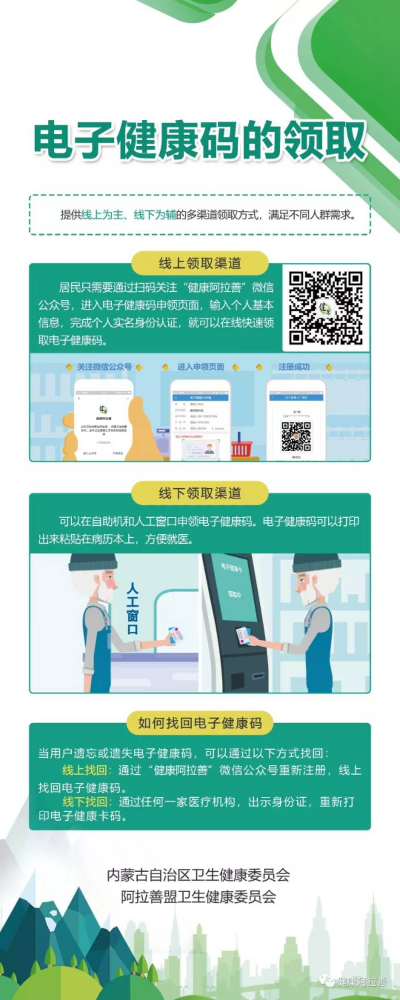 电子健康码的领取
提供线上为主、线下为辅的多渠道领取方式，满足不同人群需求。
线上领取渠道
居民只需要通过扫码关注“健康阿拉善”微信
公众号，进入电子健康码申领页面，输入个人基本
信息，完成个人实名身份认证，就可以在线快速领
取电子健康码。
关注微信公众号
进入申领页面
注册成功
健康阿拉善
进入公众号
不再关注
电子健康卡申请
静态码
线下领取渠道
可以在自助机和人工窗口申领电子健康码。电子健康码可以打印
出来粘贴在病历本上，方便就医。
人工窗口
电子健康卡
领取中
如何找回电子健康码
当用户遗忘或遗失电子健康码，可以通过以下方式找回：
线上找回：通过“健康阿拉善”微信公众号重新注册，线上
找回电子健康码。
线下找回：通过任何一家医疗机构，出示身份证，重新打
印电子健康卡码。
内蒙古自治区卫生健康委员会
阿拉善盟卫生健康委员会
健康阿拉善